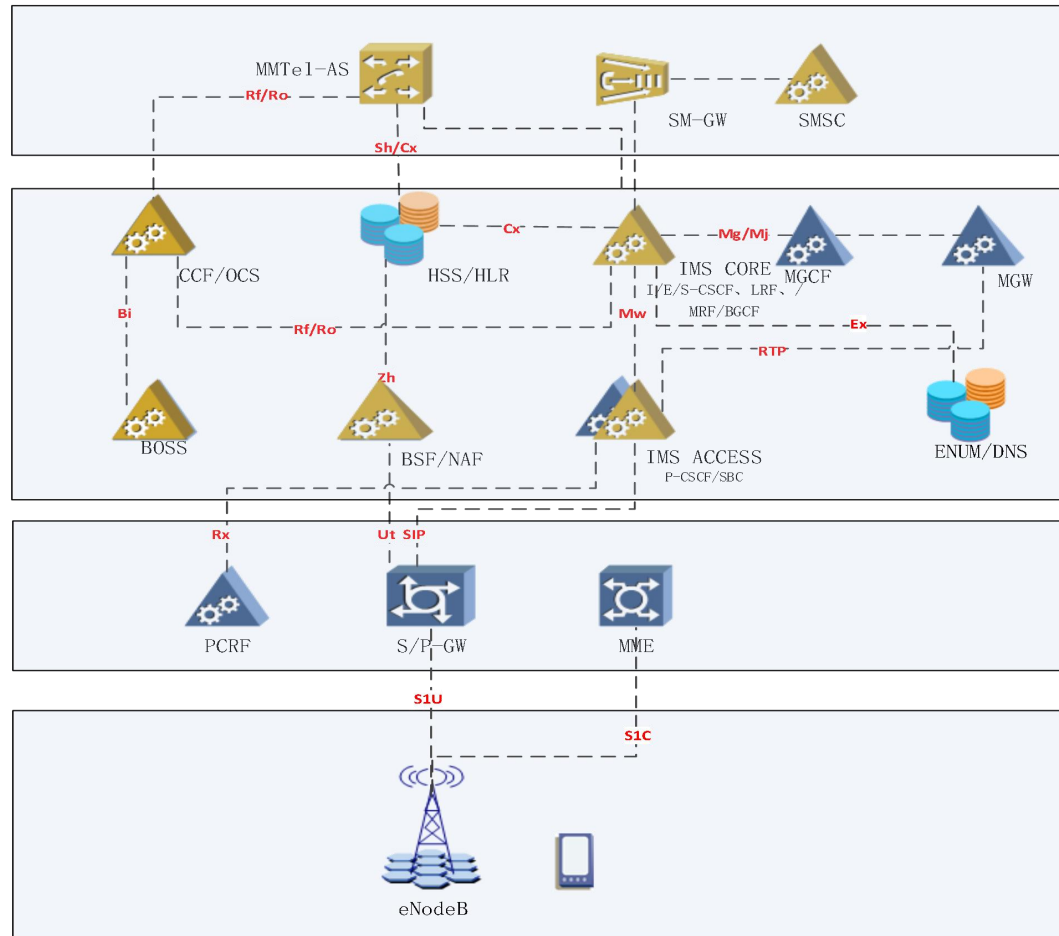 MMTel-AS
Rf/Ro
SM-GW
SMSC
Sh/Cx
Cx
CCF/OCS
HSS/HLR
IMS CORE
I/E/S-CSCF、LRF、/
MRF/BGCF
Mg/Mj
MGCF
MGW
Bi
Rf/Ro
Mw
Ex
RTP
Zh
BOSS
BSF/NAF
IMS ACCESS
P-CSCF/SBC
ENUM/DNS
Rx
Ut
SIP
PCRF
S/P-GW
MME
S1U
S1C
eNodeB